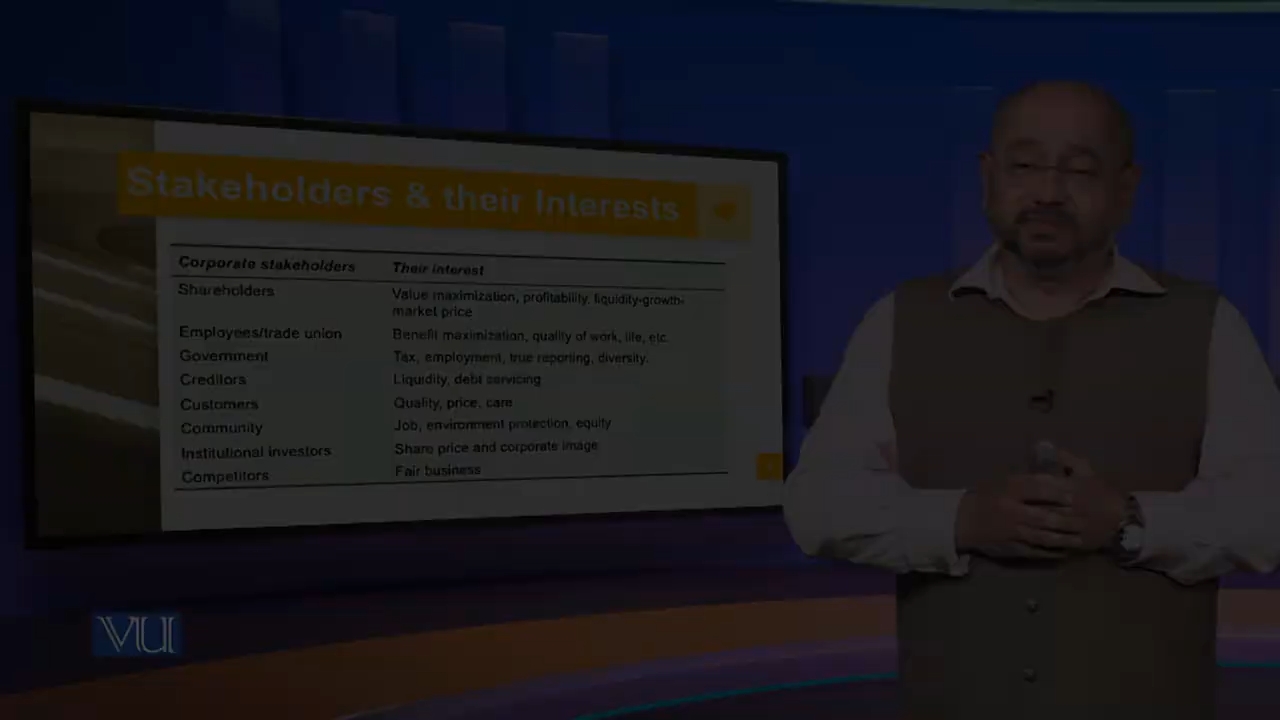 Stakeholders & their Interests
Corporate stakeholders Their interest
Shareholders Value maximization, profitability, liquidity-growth-
market price
Employees/trade union Benefit maximization, quality of work, life, etc.
Government Tax, employment, true reporting, diversity.
Creditors Liquidity, debt servicing
Customers Quality, price, care
Community Job, environment protection, equity
Institutional investors Share price and corporate image
Competitors Fair business
VU